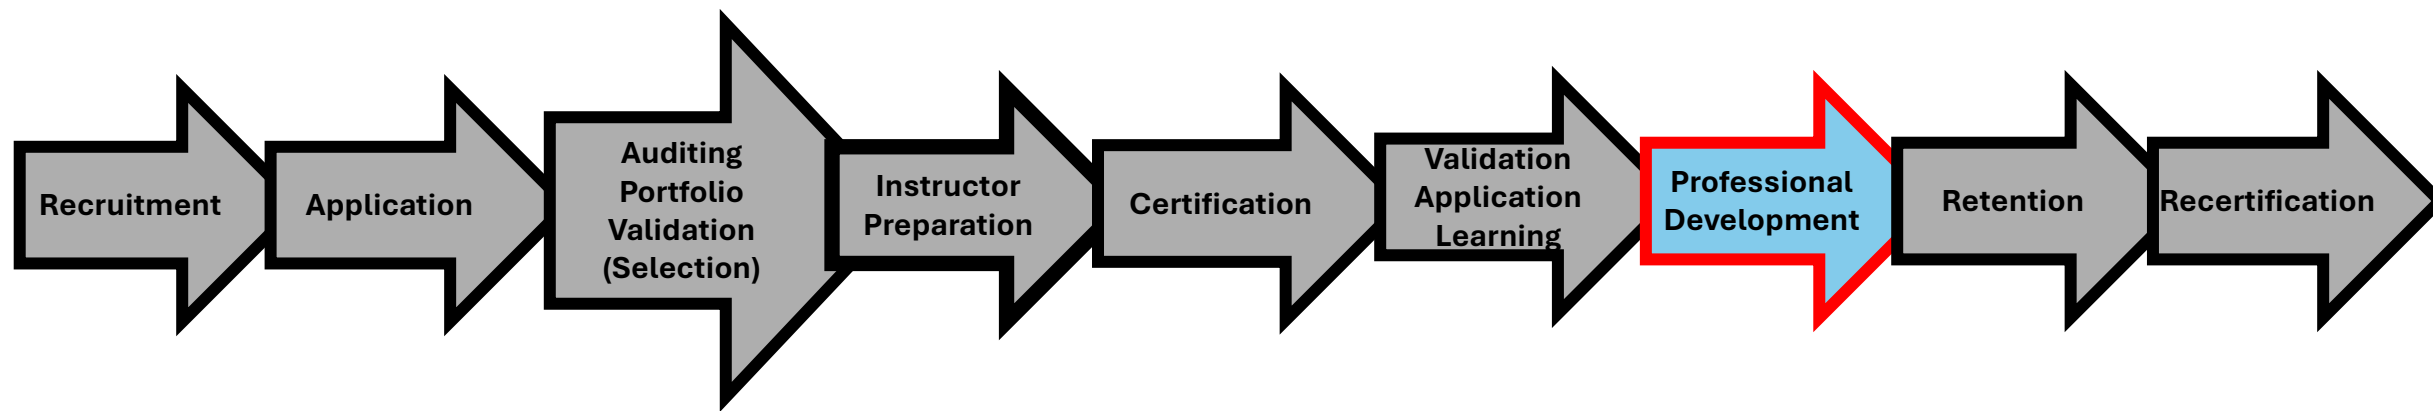 Recruitment
Application
Auditing
Portfolio
Validation
(Selection)
Instructor
Preparation
Certification
Validation
Application
Learning
Professional
Development
Retention
Recertification